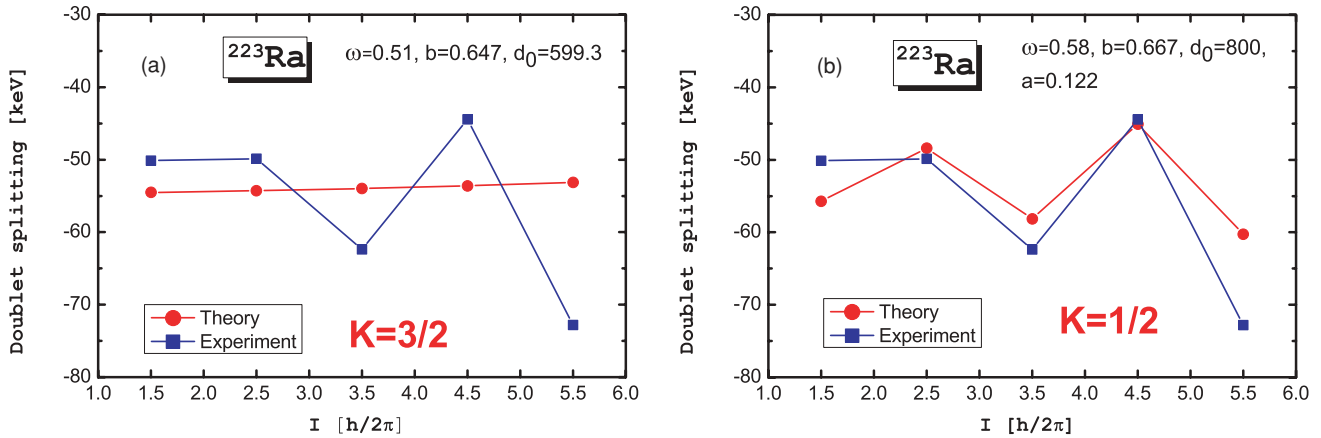 -30
-40
-50
-60
-70
-80
Doublet splitting [keV]
(a)
²²³Ra
ω=0.51, b=0.647, d₀=599.3
Theory
Experiment
K=3/2
1.0 1.5 2.0 2.5 3.0 3.5 4.0 4.5 5.0 5.5 6.0
I [h/2π]
-30
-40
-50
-60
-70
-80
Doublet splitting [keV]
(b)
²²³Ra
ω=0.58, b=0.667, d₀=800,
a=0.122
Theory
Experiment
K=1/2
1.0 1.5 2.0 2.5 3.0 3.5 4.0 4.5 5.0 5.5 6.0
I [h/2π]